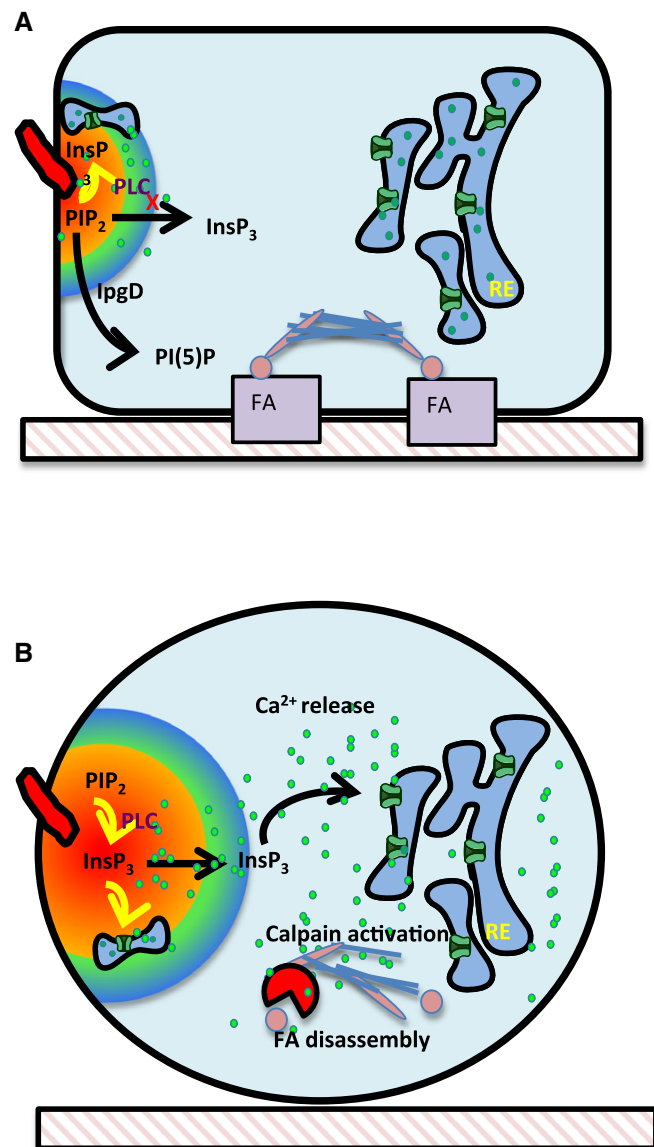 A
InsP
3
PLC
X
PIP2
InsP3
IpgD
RE
PI(5)P
FA
FA
B
Ca2+ release
PIP2
PLC
InsP3
InsP3
Calpain activation
RE
FA disassembly